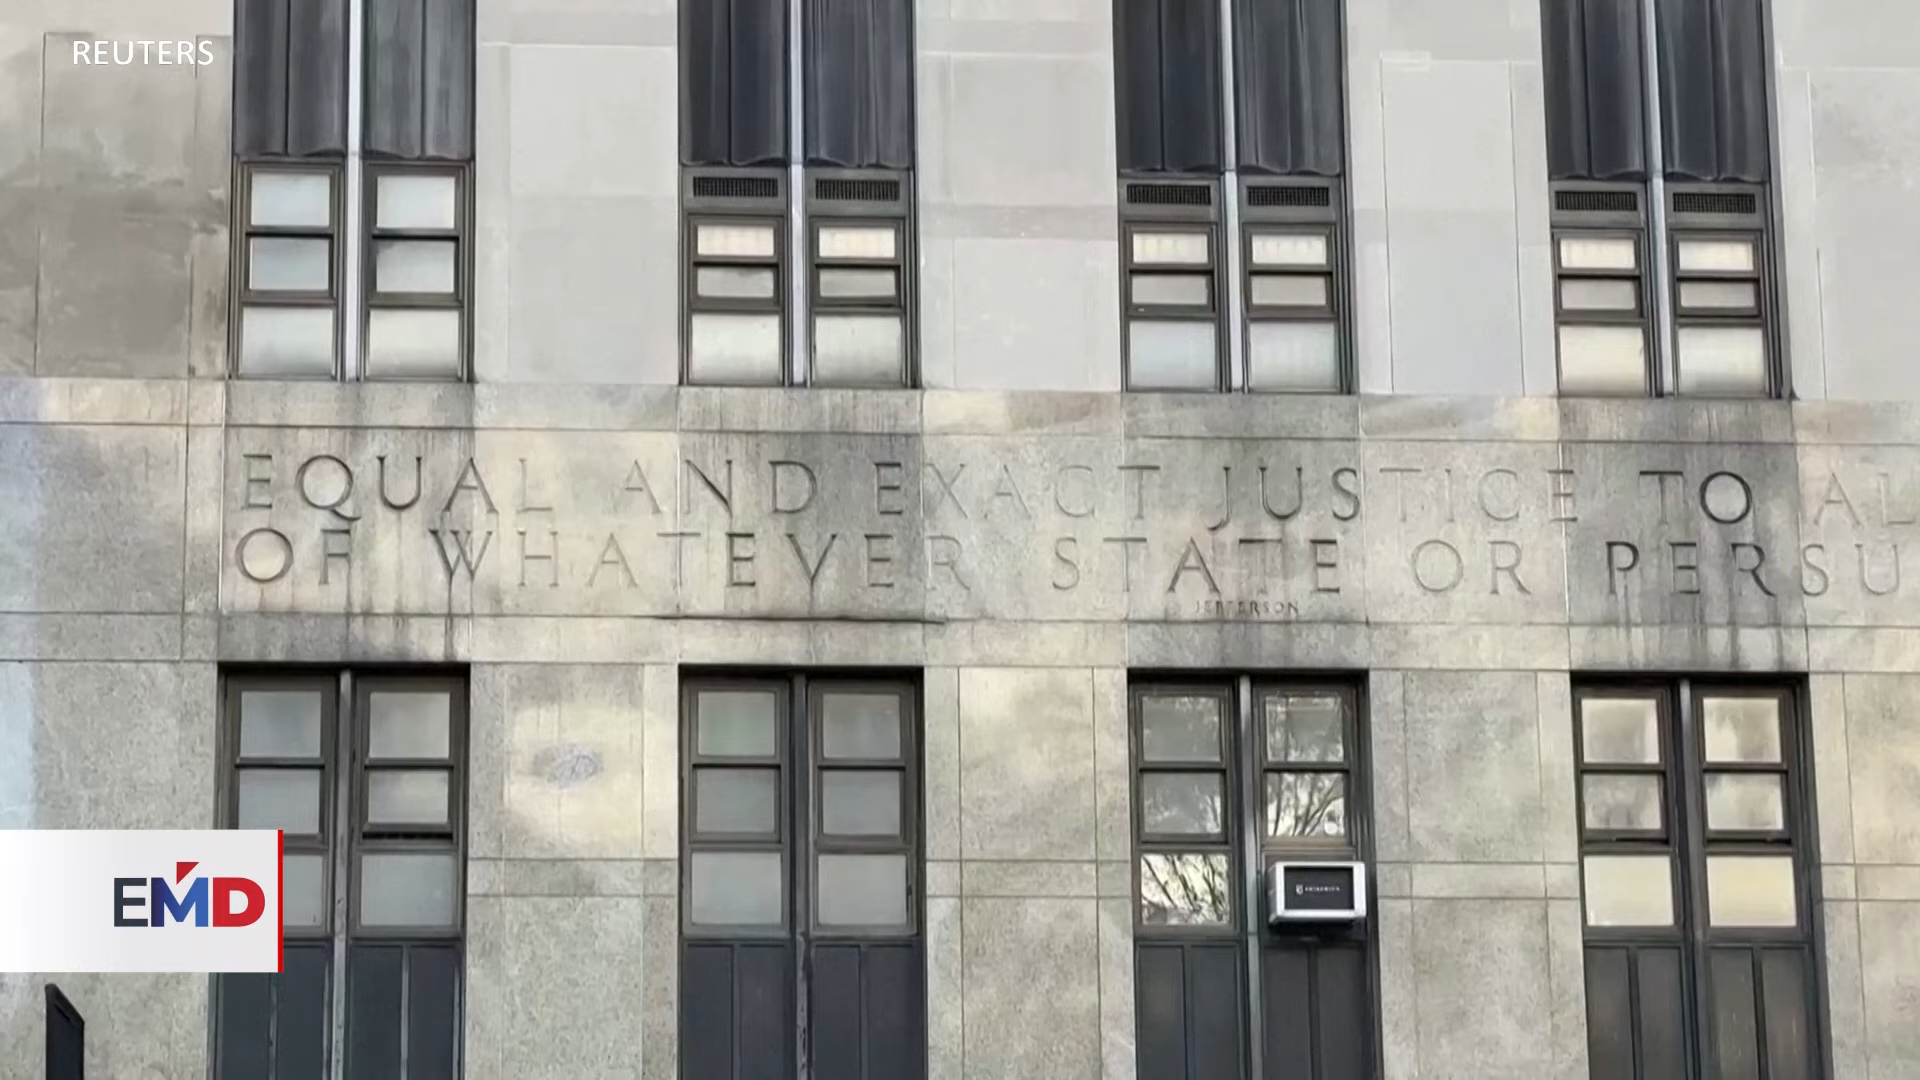 REUTERS
EQUAL AND EXACT JUSTICE TO AL
OF WHATEVER STATE OR PERSU
JEFFERSON
EMD